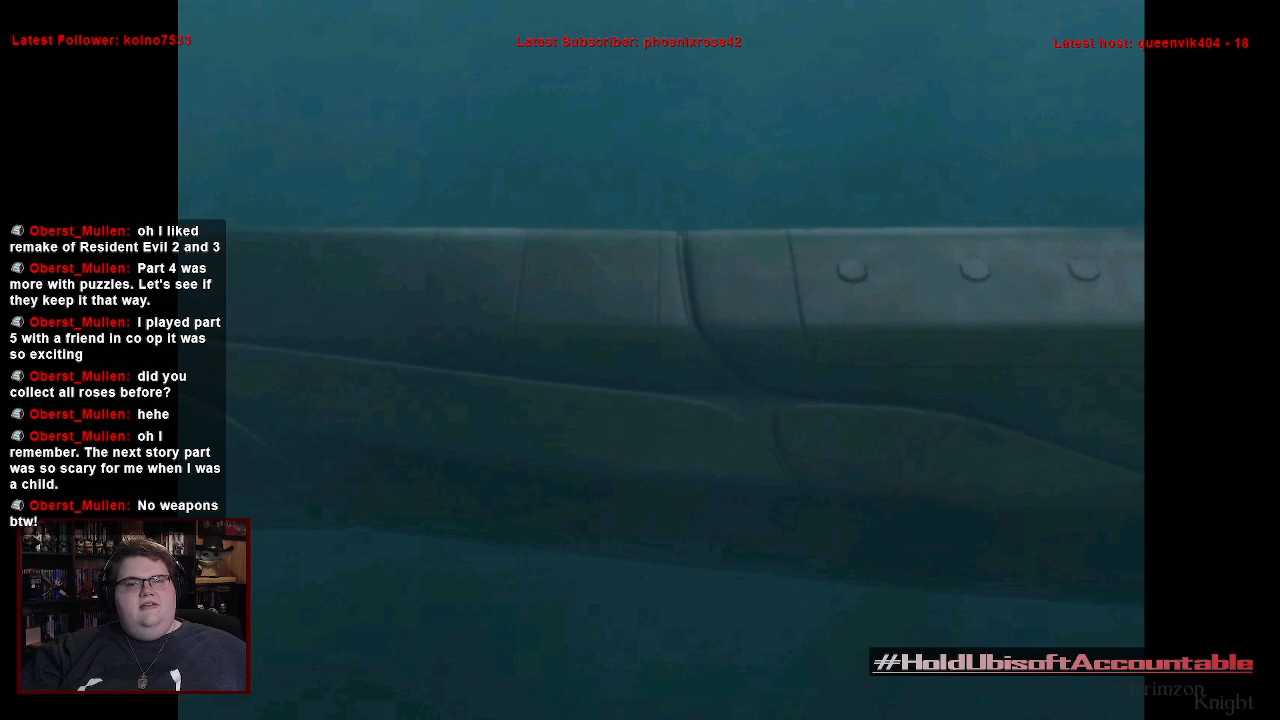 Latest Follower: kolno7533
Latest Subscriber: phoenixrose42
Latest host: queenvik404 - 18
Oberst_Mullen: oh I liked
remake of Resident Evil 2 and 3
Oberst_Mullen: Part 4 was
more with puzzles. Let's see if
they keep it that way.
Oberst_Mullen: I played part
5 with a friend in co op it was
so exciting
Oberst_Mullen: did you
collect all roses before?
Oberst_Mullen: hehe
Oberst_Mullen: oh I
remember. The next story part
was so scary for me when I was
a child.
Oberst_Mullen: No weapons
btw!
#HoldUbisoftAccountable
Krimzon
Knight